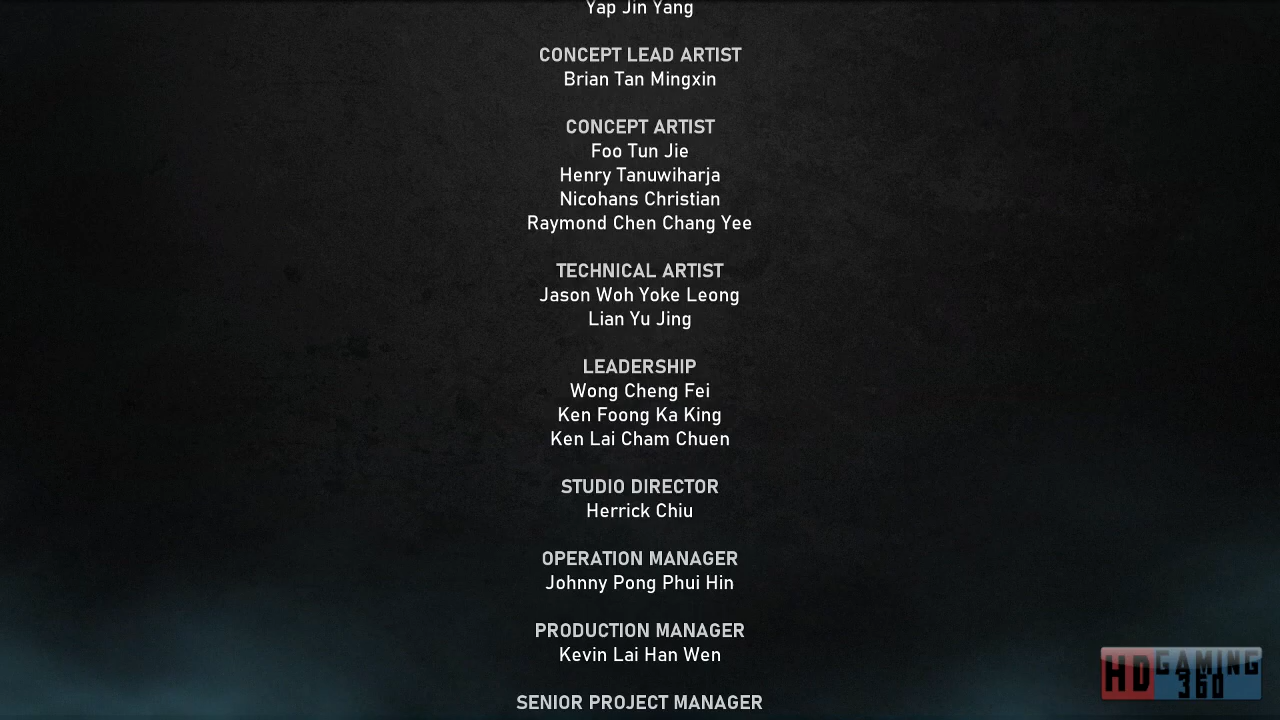 Yap Jin Yang
CONCEPT LEAD ARTIST
Brian Tan Mingxin
CONCEPT ARTIST
Foo Tun Jie
Henry Tanuwiharja
Nicohans Christian
Raymond Chen Chang Yee
TECHNICAL ARTIST
Jason Woh Yoke Leong
Lian Yu Jing
LEADERSHIP
Wong Cheng Fei
Ken Foong Ka King
Ken Lai Cham Chuen
STUDIO DIRECTOR
Herrick Chiu
OPERATION MANAGER
Johnny Pong Phui Hin
PRODUCTION MANAGER
Kevin Lai Han Wen
SENIOR PROJECT MANAGER
HD GAMING
360